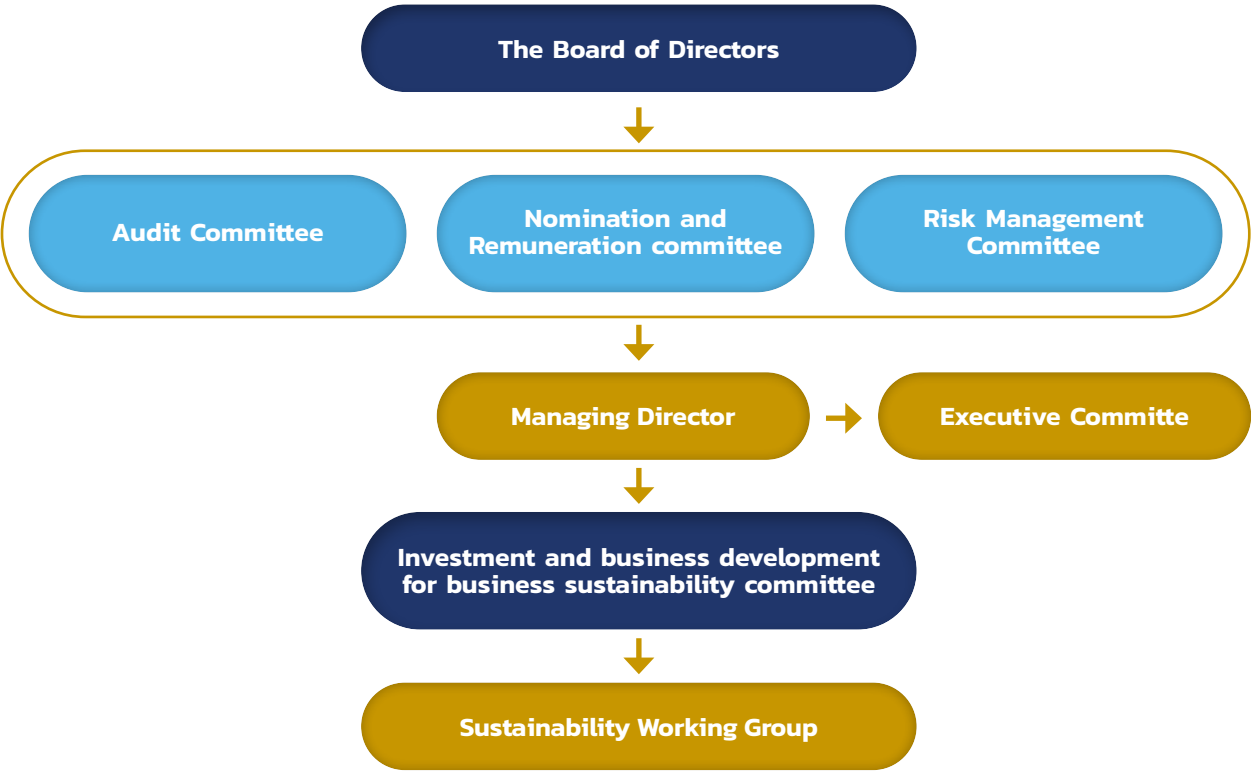 The Board of Directors
Audit Committee
Nomination and
Remuneration committee
Risk Management
Committee
Managing Director
Executive Committe
Investment and business development
for business sustainability committee
Sustainability Working Group